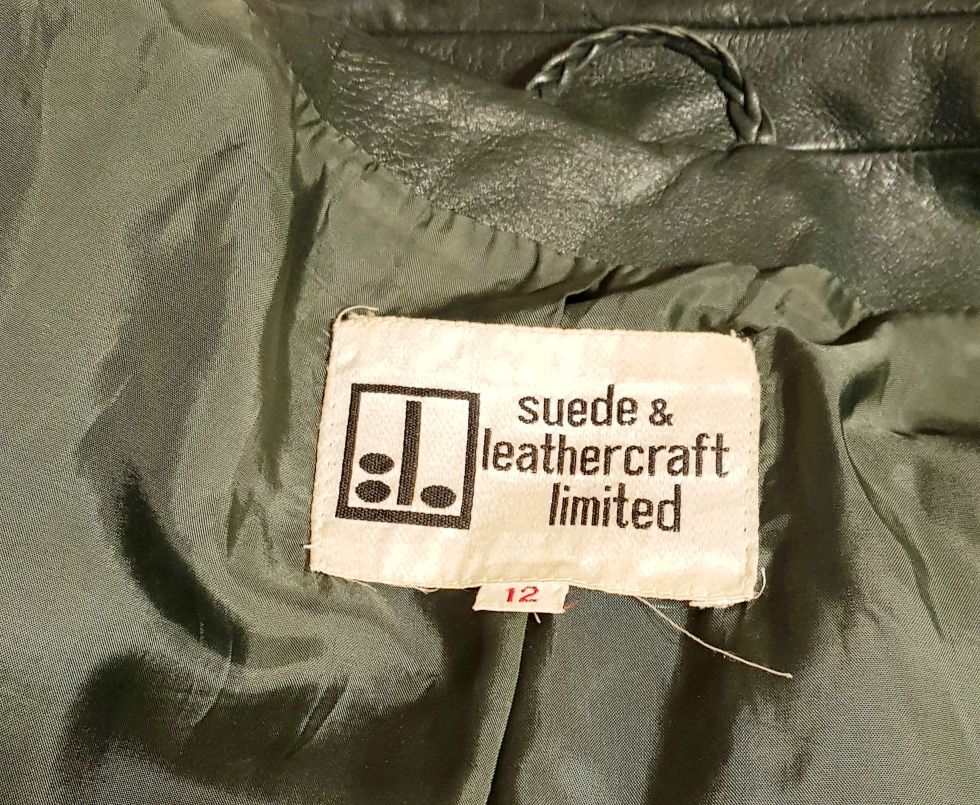 suede &
leathercraft
limited
12